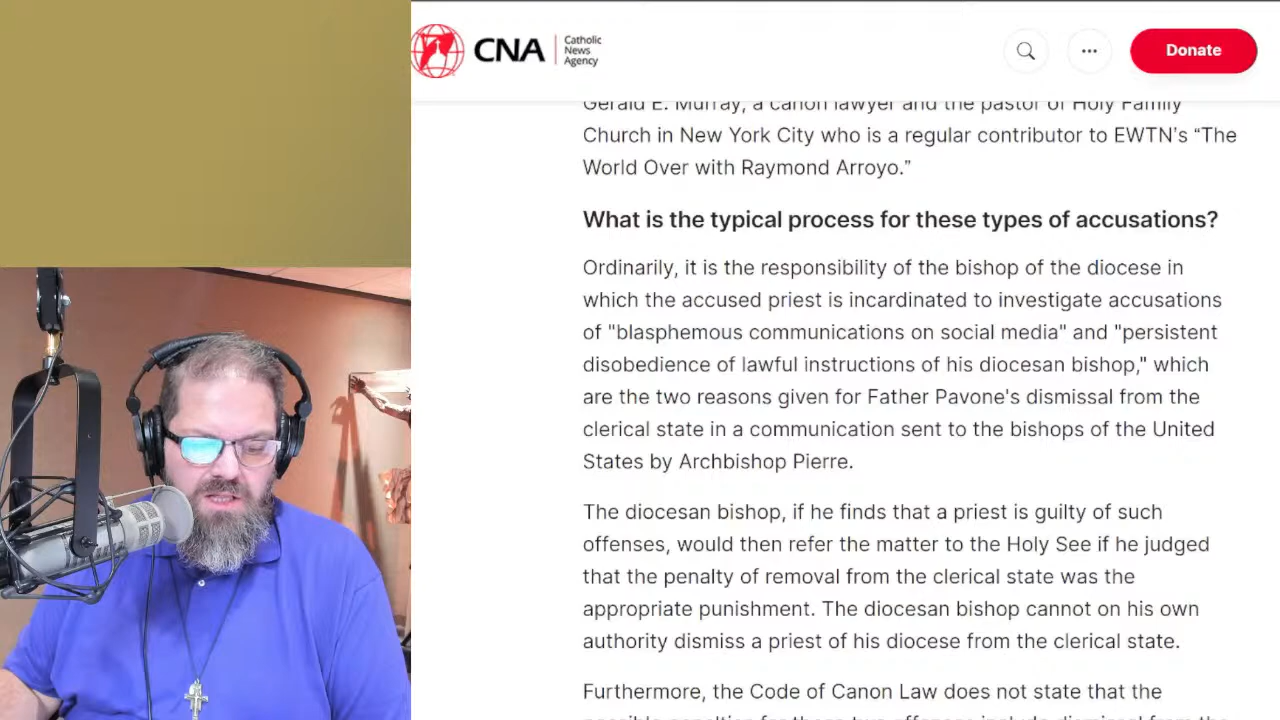 CNA
Catholic
News
Agency
Donate
Gerald E. Murray, a canon lawyer and the pastor of Holy Family
Church in New York City who is a regular contributor to EWTN's “The
World Over with Raymond Arroyo.”
What is the typical process for these types of accusations?
Ordinarily, it is the responsibility of the bishop of the diocese in
which the accused priest is incardinated to investigate accusations
of "blasphemous communications on social media" and "persistent
disobedience of lawful instructions of his diocesan bishop," which
are the two reasons given for Father Pavone's dismissal from the
clerical state in a communication sent to the bishops of the United
States by Archbishop Pierre.
The diocesan bishop, if he finds that a priest is guilty of such
offenses, would then refer the matter to the Holy See if he judged
that the penalty of removal from the clerical state was the
appropriate punishment. The diocesan bishop cannot on his own
authority dismiss a priest of his diocese from the clerical state.
Furthermore, the Code of Canon Law does not state that the